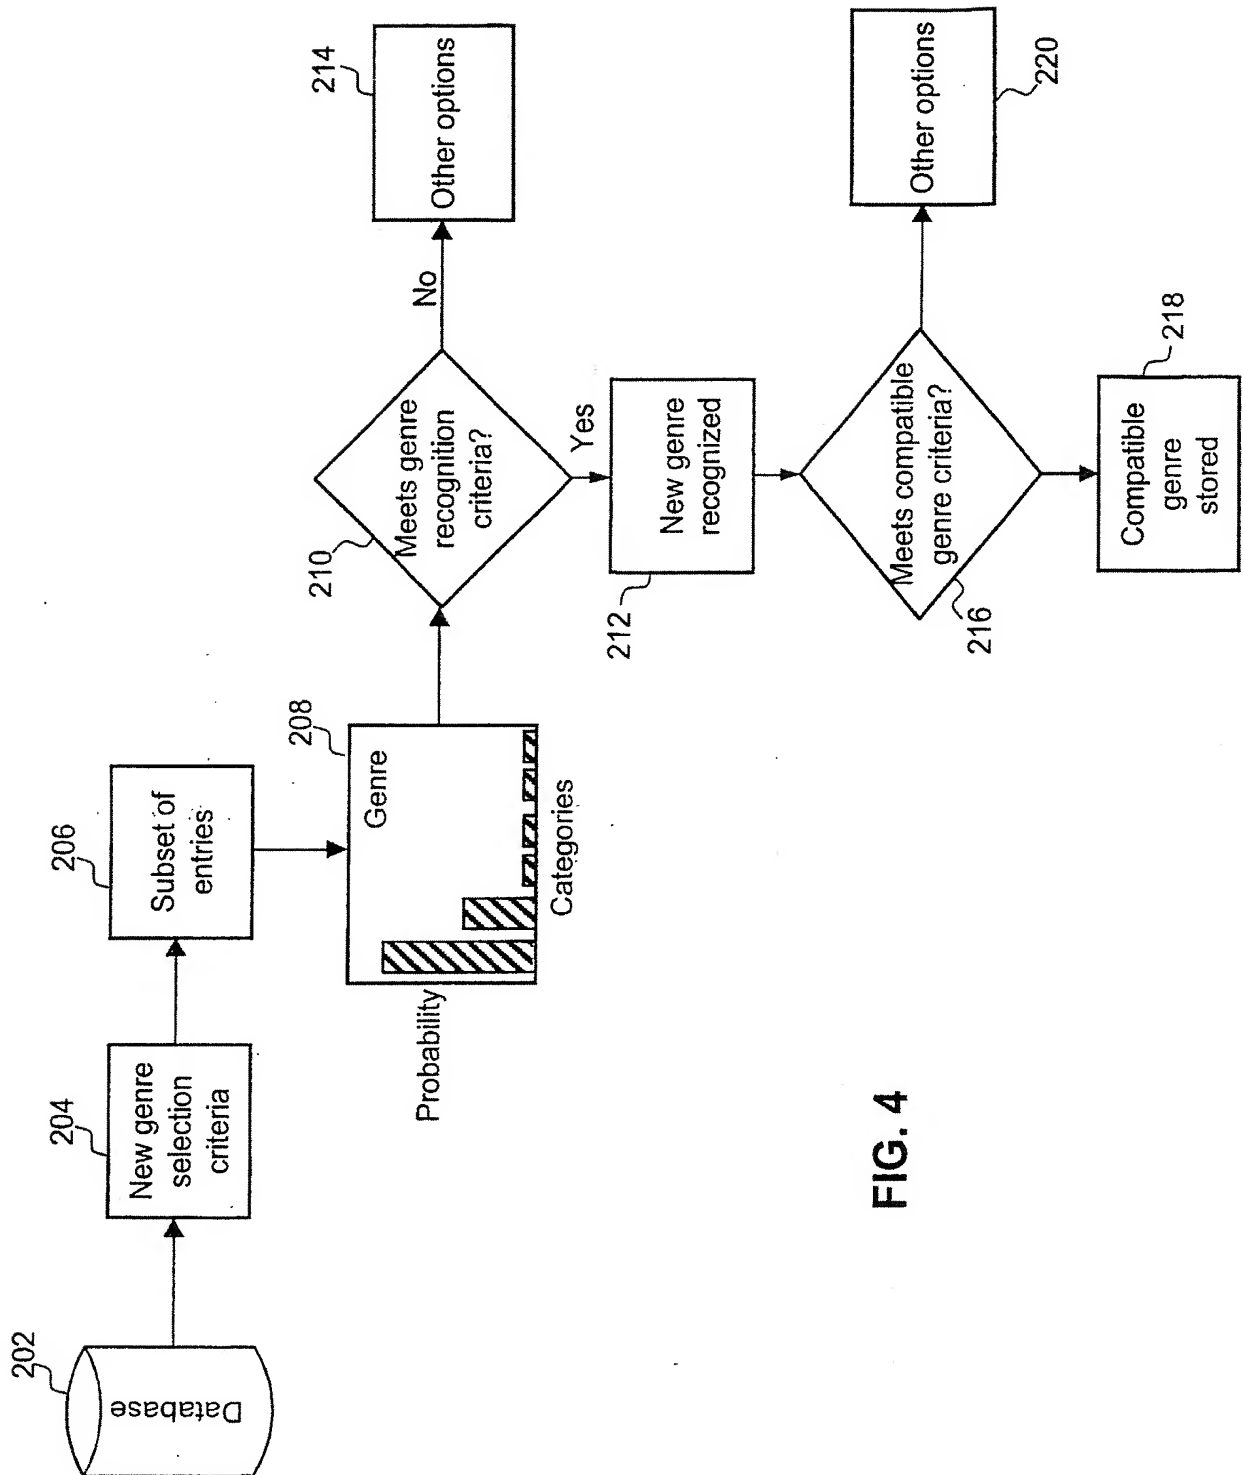 202
Database
204
New genre
selection
criteria
206
Subset of
entries
208
Genre
Probability
Categories
210
Meets genre
recognition
criteria?
No
214
Other options
Yes
212
New genre
recognized
216
Meets compatible
genre criteria?
220
Other options
218
Compatible
genre
stored
FIG. 4